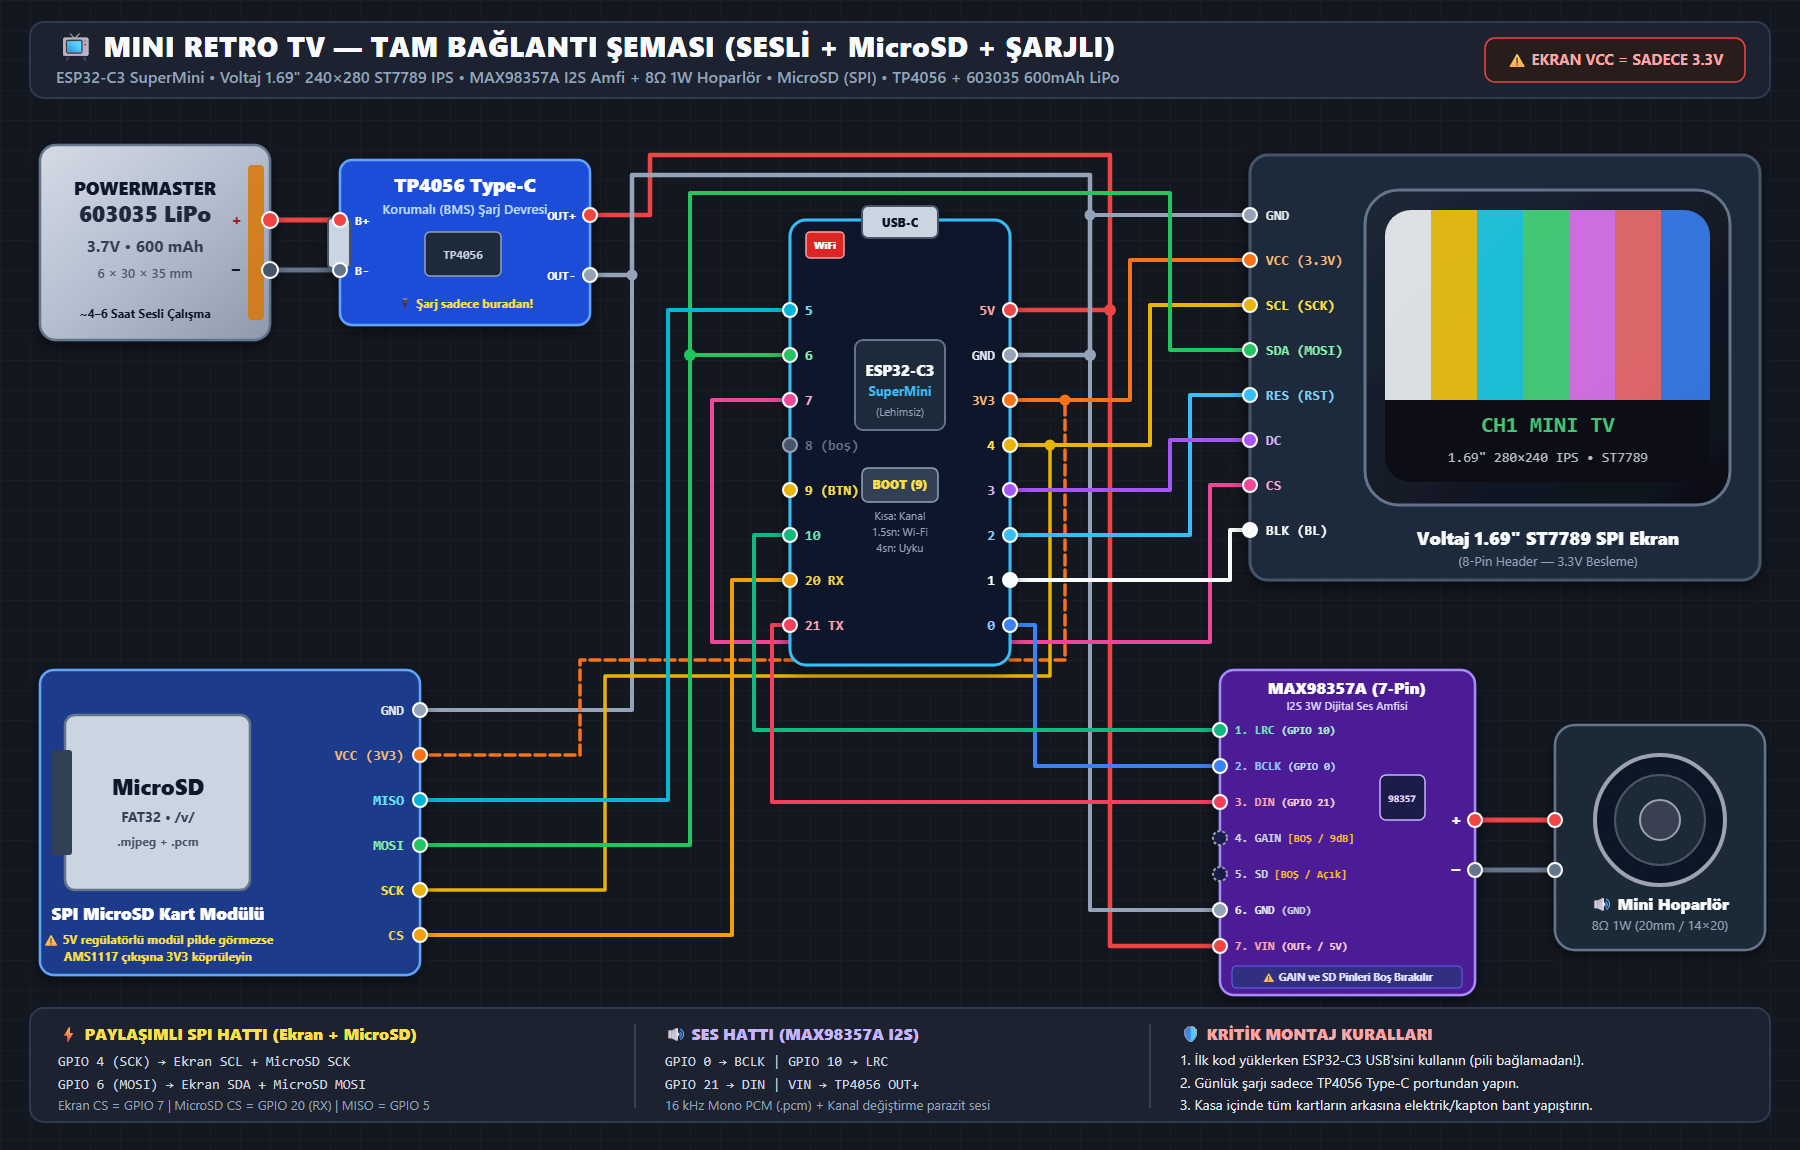 📺 MINI RETRO TV — TAM BAĞLANTI ŞEMASI (SESLİ + MicroSD + ŞARJLI)
ESP32-C3 SuperMini • Voltaj 1.69" 240×280 ST7789 IPS • MAX98357A I2S Amfi + 8Ω 1W Hoparlör • MicroSD (SPI) • TP4056 + 603035 600mAh LiPo
⚠ EKRAN VCC = SADECE 3.3V
POWERMASTER
603035 LiPo
3.7V • 600 mAh
6 × 30 × 35 mm
~4–6 Saat Sesli Çalışma
+
−
TP4056 Type-C
Korumalı (BMS) Şarj Devresi
B+
B-
OUT+
OUT-
TP4056
Şarj sadece buradan!
USB-C
WiFi
5
6
7
8 (boş)
9 (BTN)
10
20 RX
21 TX
ESP32-C3
SuperMini
(Lehimsiz)
BOOT (9)
Kısa: Kanal
1.5sn: Wi-Fi
4sn: Uyku
5V
GND
3V3
4
3
2
1
0
GND
VCC (3.3V)
SCL (SCK)
SDA (MOSI)
RES (RST)
DC
CS
BLK (BL)
CH1 MINI TV
1.69" 280×240 IPS • ST7789
Voltaj 1.69" ST7789 SPI Ekran
(8-Pin Header — 3.3V Besleme)
MicroSD
FAT32 • /v/
.mjpeg + .pcm
GND
VCC (3V3)
MISO
MOSI
SCK
CS
SPI MicroSD Kart Modülü
⚠ 5V regülatörlü modül pilde görmezse
AMS1117 çıkışına 3V3 köprüleyin
MAX98357A (7-Pin)
I2S 3W Dijital Ses Amfisi
1. LRC (GPIO 10)
2. BCLK (GPIO 0)
3. DIN (GPIO 21)
4. GAIN [BOŞ / 9dB]
5. SD [BOŞ / Açık]
6. GND (GND)
7. VIN (OUT+ / 5V)
98357
+
−
⚠ GAIN ve SD Pinleri Boş Bırakılır
🔊 Mini Hoparlör
8Ω 1W (20mm / 14×20)
⚡ PAYLAŞIMLI SPI HATTI (Ekran + MicroSD)
GPIO 4 (SCK) → Ekran SCL + MicroSD SCK
GPIO 6 (MOSI) → Ekran SDA + MicroSD MOSI
Ekran CS = GPIO 7 | MicroSD CS = GPIO 20 (RX) | MISO = GPIO 5
🔊 SES HATTI (MAX98357A I2S)
GPIO 0 → BCLK | GPIO 10 → LRC
GPIO 21 → DIN | VIN → TP4056 OUT+
16 kHz Mono PCM (.pcm) + Kanal değiştirme parazit sesi
🛡 KRİTİK MONTAJ KURALLARI
1. İlk kod yüklerken ESP32-C3 USB'sini kullanın (pili bağlamadan!).
2. Günlük şarjı sadece TP4056 Type-C portundan yapın.
3. Kasa içinde tüm kartların arkasına elektrik/kapton bant yapıştırın.